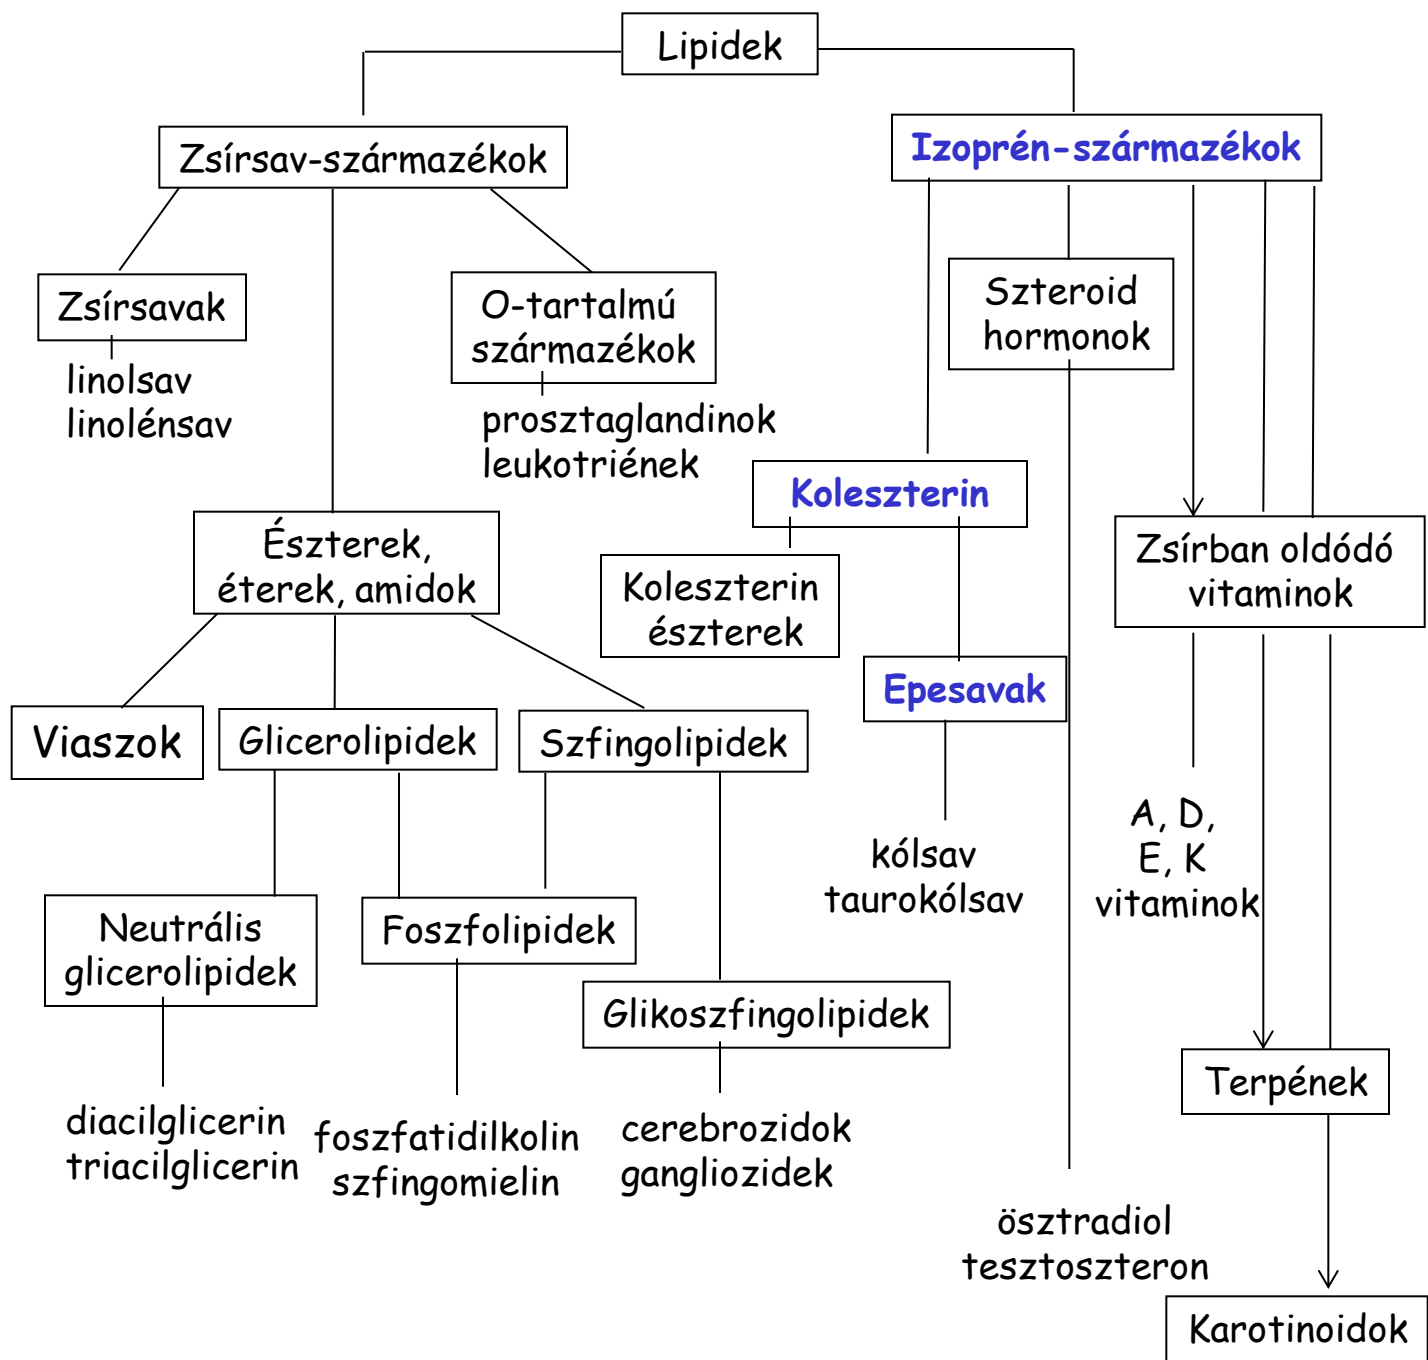 Lipidek
Zsírsav-származékok
Izoprén-származékok
Zsírsavak
linolsav
linolénsav
O-tartalmú
származékok
prosztaglandinok
leukotriének
Szteroid
hormonok
Koleszterin
Koleszterin
észterek
Észterek,
éterek, amidok
Zsírban oldódó
vitaminok
Epesavak
Viaszok
Glicerolipidek
Szfingolipidek
kólsav
taurokólsav
A, D,
E, K
vitaminok
Neutrális
glicerolipidek
Foszfolipidek
Glikoszfingolipidek
Terpének
diacilglicerin
triacilglicerin
foszfatidilkolin
szfingomielin
cerebrozidok
gangliozidek
ösztradiol
tesztoszteron
Karotinoidok